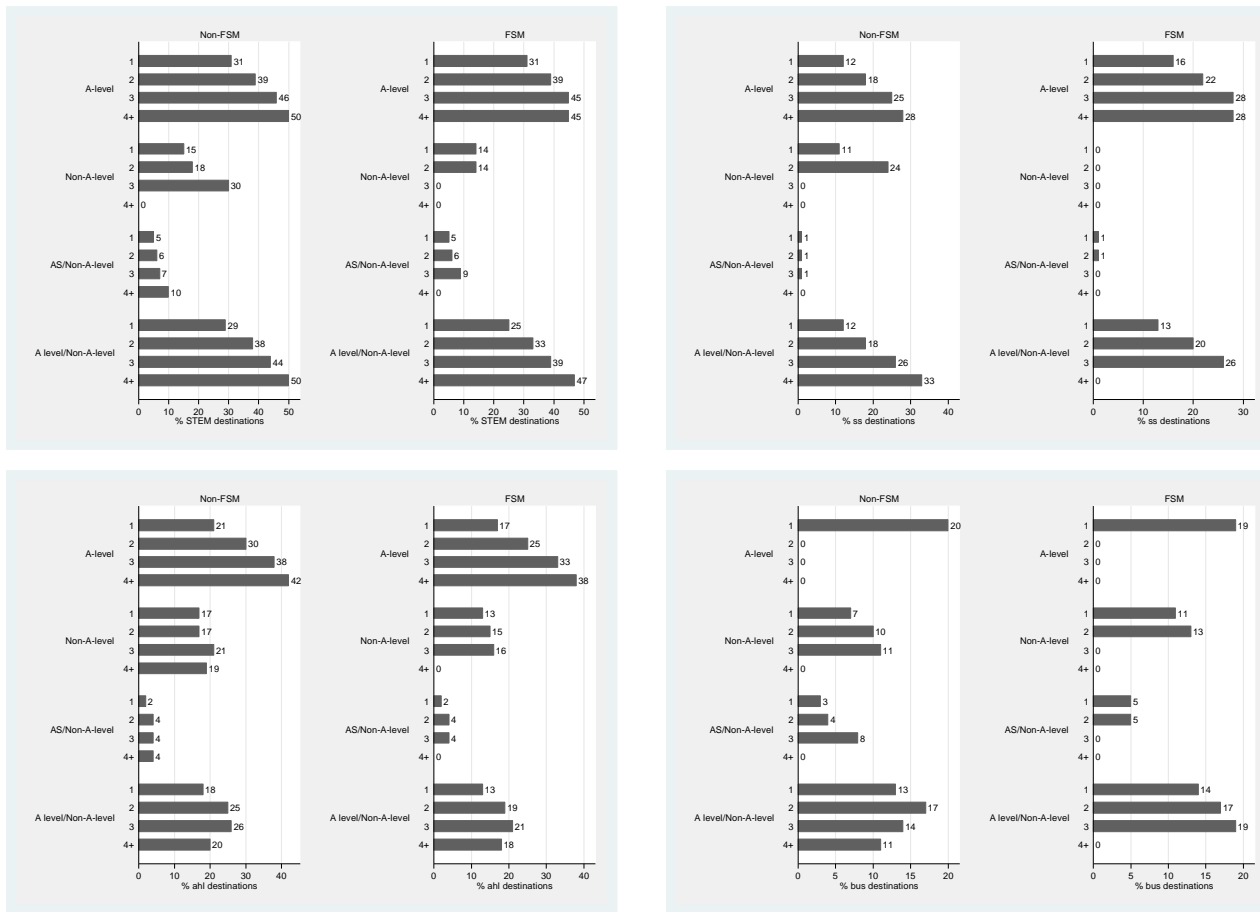 Non-FSM
A-level
1 31
2 39
3 46
4+ 50
Non-A-level
1 15
2 18
3 30
4+ 0
AS/Non-A-level
1 5
2 6
3 7
4+ 10
A level/Non-A-level
1 29
2 38
3 44
4+ 50
0 10 20 30 40 50
% STEM destinations
FSM
A-level
1 31
2 39
3 45
4+ 45
Non-A-level
1 14
2 14
3 0
4+ 0
AS/Non-A-level
1 5
2 6
3 9
4+ 0
A level/Non-A-level
1 25
2 33
3 39
4+ 47
0 10 20 30 40 50
% STEM destinations
Non-FSM
A-level
1 12
2 18
3 25
4+ 28
Non-A-level
1 11
2 24
3 0
4+ 0
AS/Non-A-level
1 1
2 1
3 1
4+ 0
A level/Non-A-level
1 12
2 18
3 26
4+ 33
0 10 20 30 40
% ss destinations
FSM
A-level
1 16
2 22
3 28
4+ 28
Non-A-level
1 0
2 0
3 0
4+ 0
AS/Non-A-level
1 1
2 1
3 0
4+ 0
A level/Non-A-level
1 13
2 20
3 26
4+ 0
0 10 20 30
% ss destinations
Non-FSM
A-level
1 21
2 30
3 38
4+ 42
Non-A-level
1 17
2 17
3 21
4+ 19
AS/Non-A-level
1 2
2 4
3 4
4+ 4
A level/Non-A-level
1 18
2 25
3 26
4+ 20
0 10 20 30 40
% ahl destinations
FSM
A-level
1 17
2 25
3 33
4+ 38
Non-A-level
1 13
2 15
3 16
4+ 0
AS/Non-A-level
1 2
2 4
3 4
4+ 0
A level/Non-A-level
1 13
2 19
3 21
4+ 18
0 10 20 30 40
% ahl destinations
Non-FSM
A-level
1 20
2 0
3 0
4+ 0
Non-A-level
1 7
2 10
3 11
4+ 0
AS/Non-A-level
1 3
2 4
3 8
4+ 0
A level/Non-A-level
1 13
2 17
3 14
4+ 11
0 5 10 15 20
% bus destinations
FSM
A-level
1 19
2 0
3 0
4+ 0
Non-A-level
1 11
2 13
3 0
4+ 0
AS/Non-A-level
1 5
2 5
3 0
4+ 0
A level/Non-A-level
1 14
2 17
3 19
4+ 0
0 5 10 15 20
% bus destinations